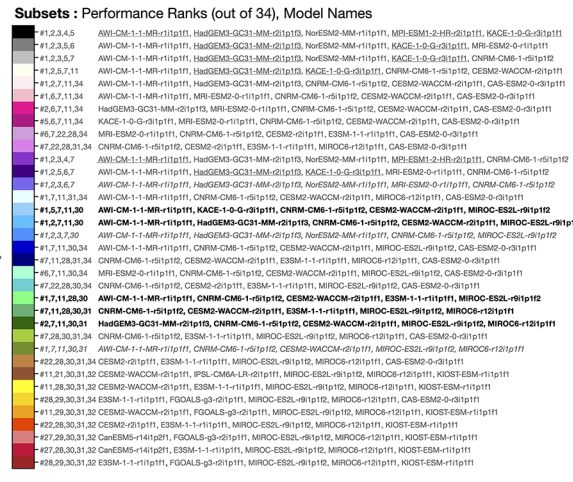 Subsets : Performance Ranks (out of 34), Model Names
#1,2,3,4,5 AWI-CM-1-1-MR-r1i1p1f1, HadGEM3-GC31-MM-r2i1p1f3, NorESM2-MM-r1i1p1f1, MPI-ESM1-2-HR-r2i1p1f1, KACE-1-0-G-r3i1p1f1
#1,2,3,5,6 AWI-CM-1-1-MR-r1i1p1f1, HadGEM3-GC31-MM-r2i1p1f3, NorESM2-MM-r1i1p1f1, KACE-1-0-G-r3i1p1f1, MRI-ESM2-0-r1i1p1f1
#1,2,3,5,7 AWI-CM-1-1-MR-r1i1p1f1, HadGEM3-GC31-MM-r2i1p1f3, NorESM2-MM-r1i1p1f1, KACE-1-0-G-r3i1p1f1, CNRM-CM6-1-r5i1p1f2
#1,2,5,7,11 AWI-CM-1-1-MR-r1i1p1f1, HadGEM3-GC31-MM-r2i1p1f3, KACE-1-0-G-r3i1p1f1, CNRM-CM6-1-r5i1p1f2, CESM2-WACCM-r2i1p1f1
#1,2,7,11,34 AWI-CM-1-1-MR-r1i1p1f1, HadGEM3-GC31-MM-r2i1p1f3, CNRM-CM6-1-r5i1p1f2, CESM2-WACCM-r2i1p1f1, CAS-ESM2-0-r3i1p1f1
#1,6,7,11,34 AWI-CM-1-1-MR-r1i1p1f1, MRI-ESM2-0-r1i1p1f1, CNRM-CM6-1-r5i1p1f2, CESM2-WACCM-r2i1p1f1, CAS-ESM2-0-r3i1p1f1
#2,6,7,11,34 HadGEM3-GC31-MM-r2i1p1f3, MRI-ESM2-0-r1i1p1f1, CNRM-CM6-1-r5i1p1f2, CESM2-WACCM-r2i1p1f1, CAS-ESM2-0-r3i1p1f1
#5,6,7,11,34 KACE-1-0-G-r3i1p1f1, MRI-ESM2-0-r1i1p1f1, CNRM-CM6-1-r5i1p1f2, CESM2-WACCM-r2i1p1f1, CAS-ESM2-0-r3i1p1f1
#6,7,22,28,34 MRI-ESM2-0-r1i1p1f1, CNRM-CM6-1-r5i1p1f2, CESM2-r2i1p1f1, E3SM-1-1-r1i1p1f1, CAS-ESM2-0-r3i1p1f1
#7,22,28,31,34 CNRM-CM6-1-r5i1p1f2, CESM2-r2i1p1f1, E3SM-1-1-r1i1p1f1, MIROC6-r12i1p1f1, CAS-ESM2-0-r3i1p1f1
#1,2,3,4,7 AWI-CM-1-1-MR-r1i1p1f1, HadGEM3-GC31-MM-r2i1p1f3, NorESM2-MM-r1i1p1f1, MPI-ESM1-2-HR-r2i1p1f1, CNRM-CM6-1-r5i1p1f2
#1,2,5,6,7 AWI-CM-1-1-MR-r1i1p1f1, HadGEM3-GC31-MM-r2i1p1f3, KACE-1-0-G-r3i1p1f1, MRI-ESM2-0-r1i1p1f1, CNRM-CM6-1-r5i1p1f2
#1,2,3,6,7 AWI-CM-1-1-MR-r1i1p1f1, HadGEM3-GC31-MM-r2i1p1f3, NorESM2-MM-r1i1p1f1, MRI-ESM2-0-r1i1p1f1, CNRM-CM6-1-r5i1p1f2
#1,7,11,31,34 AWI-CM-1-1-MR-r1i1p1f1, CNRM-CM6-1-r5i1p1f2, CESM2-WACCM-r2i1p1f1, MIROC6-r12i1p1f1, CAS-ESM2-0-r3i1p1f1
#1,5,7,11,30 AWI-CM-1-1-MR-r1i1p1f1, KACE-1-0-G-r3i1p1f1, CNRM-CM6-1-r5i1p1f2, CESM2-WACCM-r2i1p1f1, MIROC-ES2L-r9i1p1f2
#1,2,7,11,30 AWI-CM-1-1-MR-r1i1p1f1, HadGEM3-GC31-MM-r2i1p1f3, CNRM-CM6-1-r5i1p1f2, CESM2-WACCM-r2i1p1f1, MIROC-ES2L-r9i1p
#1,2,3,7,30 AWI-CM-1-1-MR-r1i1p1f1, HadGEM3-GC31-MM-r2i1p1f3, NorESM2-MM-r1i1p1f1, CNRM-CM6-1-r5i1p1f2, MIROC-ES2L-r9i1p1f2
#1,7,11,30,34 AWI-CM-1-1-MR-r1i1p1f1, CNRM-CM6-1-r5i1p1f2, CESM2-WACCM-r2i1p1f1, MIROC-ES2L-r9i1p1f2, CAS-ESM2-0-r3i1p1f1
#7,11,28,31,34 CNRM-CM6-1-r5i1p1f2, CESM2-WACCM-r2i1p1f1, E3SM-1-1-r1i1p1f1, MIROC6-r12i1p1f1, CAS-ESM2-0-r3i1p1f1
#6,7,11,30,34 MRI-ESM2-0-r1i1p1f1, CNRM-CM6-1-r5i1p1f2, CESM2-WACCM-r2i1p1f1, MIROC-ES2L-r9i1p1f2, CAS-ESM2-0-r3i1p1f1
#7,22,28,30,34 CNRM-CM6-1-r5i1p1f2, CESM2-r2i1p1f1, E3SM-1-1-r1i1p1f1, MIROC-ES2L-r9i1p1f2, CAS-ESM2-0-r3i1p1f1
#1,7,11,28,30 AWI-CM-1-1-MR-r1i1p1f1, CNRM-CM6-1-r5i1p1f2, CESM2-WACCM-r2i1p1f1, E3SM-1-1-r1i1p1f1, MIROC-ES2L-r9i1p1f2
#7,11,28,30,31 CNRM-CM6-1-r5i1p1f2, CESM2-WACCM-r2i1p1f1, E3SM-1-1-r1i1p1f1, MIROC-ES2L-r9i1p1f2, MIROC6-r12i1p1f1
#2,7,11,30,31 HadGEM3-GC31-MM-r2i1p1f3, CNRM-CM6-1-r5i1p1f2, CESM2-WACCM-r2i1p1f1, MIROC-ES2L-r9i1p1f2, MIROC6-r12i1p1f1
#7,28,30,31,34 CNRM-CM6-1-r5i1p1f2, E3SM-1-1-r1i1p1f1, MIROC-ES2L-r9i1p1f2, MIROC6-r12i1p1f1, CAS-ESM2-0-r3i1p1f1
#1,7,11,30,31 AWI-CM-1-1-MR-r1i1p1f1, CNRM-CM6-1-r5i1p1f2, CESM2-WACCM-r2i1p1f1, MIROC-ES2L-r9i1p1f2, MIROC6-r12i1p1f1
#22,28,30,31,34 CESM2-r2i1p1f1, E3SM-1-1-r1i1p1f1, MIROC-ES2L-r9i1p1f2, MIROC6-r12i1p1f1, CAS-ESM2-0-r3i1p1f1
#11,21,30,31,32 CESM2-WACCM-r2i1p1f1, IPSL-CM6A-LR-r2i1p1f1, MIROC-ES2L-r9i1p1f2, MIROC6-r12i1p1f1, KIOST-ESM-r1i1p1f1
#11,28,30,31,32 CESM2-WACCM-r2i1p1f1, E3SM-1-1-r1i1p1f1, MIROC-ES2L-r9i1p1f2, MIROC6-r12i1p1f1, KIOST-ESM-r1i1p1f1
#28,29,30,31,34 E3SM-1-1-r1i1p1f1, FGOALS-g3-r2i1p1f1, MIROC-ES2L-r9i1p1f2, MIROC6-r12i1p1f1, CAS-ESM2-0-r3i1p1f1
#11,29,30,31,32 CESM2-WACCM-r2i1p1f1, FGOALS-g3-r2i1p1f1, MIROC-ES2L-r9i1p1f2, MIROC6-r12i1p1f1, KIOST-ESM-r1i1p1f1
#22,28,30,31,32 CESM2-r2i1p1f1, E3SM-1-1-r1i1p1f1, MIROC-ES2L-r9i1p1f2, MIROC6-r12i1p1f1, KIOST-ESM-r1i1p1f1
#27,29,30,31,32 CanESM5-r14i1p2f1, FGOALS-g3-r2i1p1f1, MIROC-ES2L-r9i1p1f2, MIROC6-r12i1p1f1, KIOST-ESM-r1i1p1f1
#27,28,30,31,32 CanESM5-r14i1p2f1, E3SM-1-1-r1i1p1f1, MIROC-ES2L-r9i1p1f2, MIROC6-r12i1p1f1, KIOST-ESM-r1i1p1f1
#28,29,30,31,32 E3SM-1-1-r1i1p1f1, FGOALS-g3-r2i1p1f1, MIROC-ES2L-r9i1p1f2, MIROC6-r12i1p1f1, KIOST-ESM-r1i1p1f1